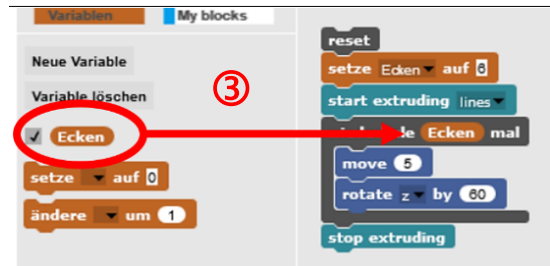 Variablen
My blocks
Neue Variable
Variable löschen
Ecken
setze auf 0
ändere um 1
3
reset
setze Ecken auf 6
start extruding lines
Ecken mal
move 5
rotate z by 60
stop extruding